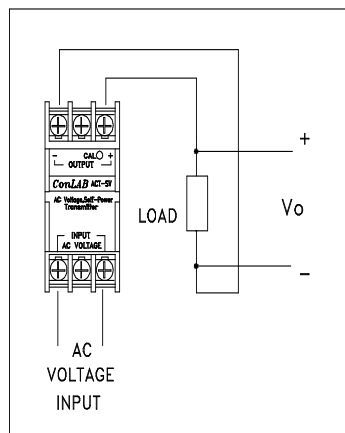 - CAL +
OUTPUT
ConLAB ACT-5V
AC Voltage,Self-Power
Transmitter
INPUT
AC VOLTAGE
LOAD
+
Vo
-
AC
VOLTAGE
INPUT